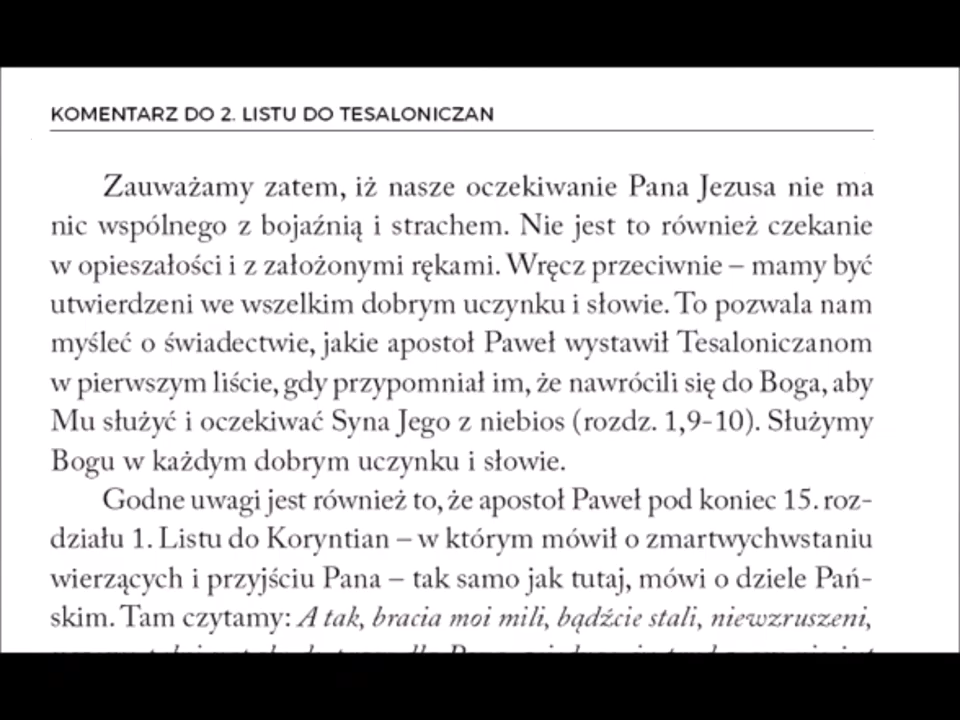 KOMENTARZ DO 2. LISTU DO TESALONICZAN
Zauważamy zatem, iż nasze oczekiwanie Pana Jezusa nie ma
nic wspólnego z bojaźnią i strachem. Nie jest to również czekanie
w opieszałości i z założonymi rękami. Wręcz przeciwnie – mamy być
utwierdzeni we wszelkim dobrym uczynku i słowie. To pozwala nam
myśleć o świadectwie, jakie apostoł Paweł wystawił Tesaloniczanom
w pierwszym liście, gdy przypomniał im, że nawrócili się do Boga, aby
Mu służyć i oczekiwać Syna Jego z niebios (rozdz. 1,9-10). Służymy
Bogu w każdym dobrym uczynku i słowie.
Godne uwagi jest również to, że apostoł Paweł pod koniec 15. roz-
działu 1. Listu do Koryntian – w którym mówił o zmartwychwstaniu
wierzących i przyjściu Pana – tak samo jak tutaj, mówi o dziele Pań-
skim. Tam czytamy: A tak, bracia moi mili, bądźcie stali, niewzruszeni,